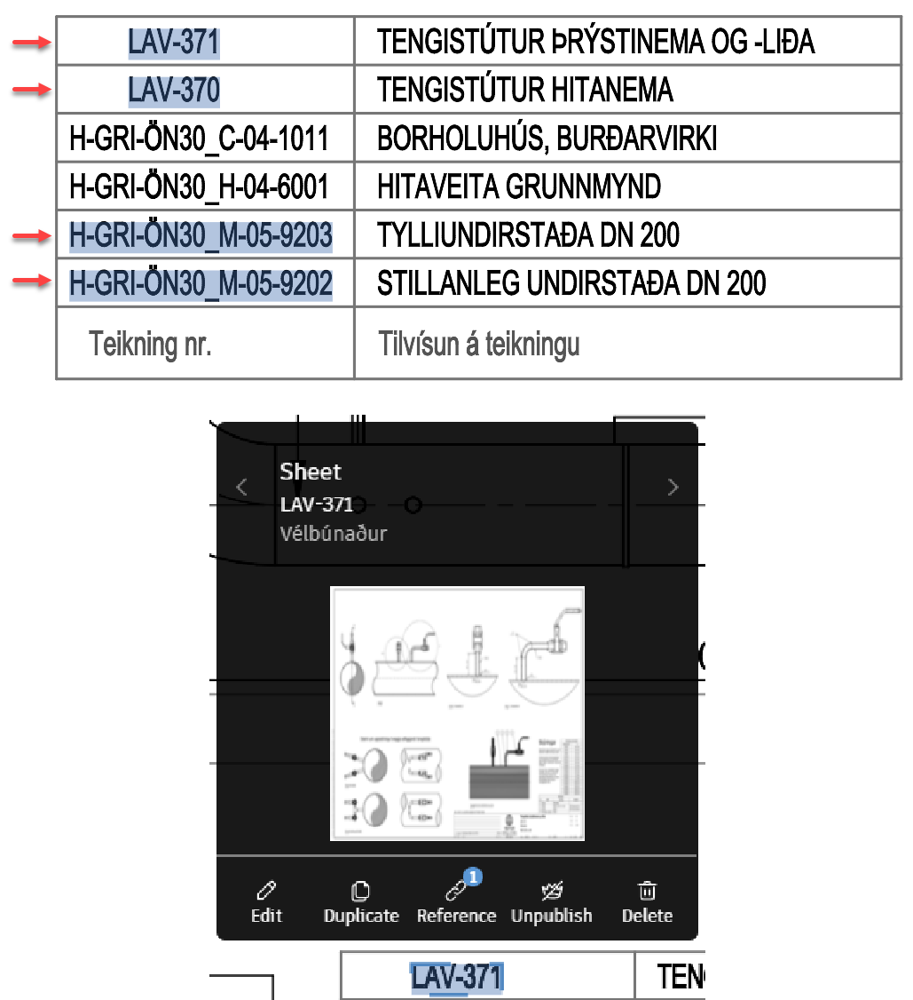 LAV-371 TENGISTÚTUR ÞRÝSTINEMA OG -LIÐA
LAV-370 TENGISTÚTUR HITANEMA
H-GRI-ÖN30_C-04-1011 BORHOLUHÚS, BURÐARVIRKI
H-GRI-ÖN30_H-04-6001 HITAVEITA GRUNNMYND
H-GRI-ÖN30_M-05-9203 TYLLIUNDIRSTAÐA DN 200
H-GRI-ÖN30_M-05-9202 STILLANLEG UNDIRSTAÐA DN 200
Teikning nr. Tilvísun á teikningu
Sheet
LAV-371
Vélbúnaður
1
Edit Duplicate Reference Unpublish Delete
LAV-371 TEN